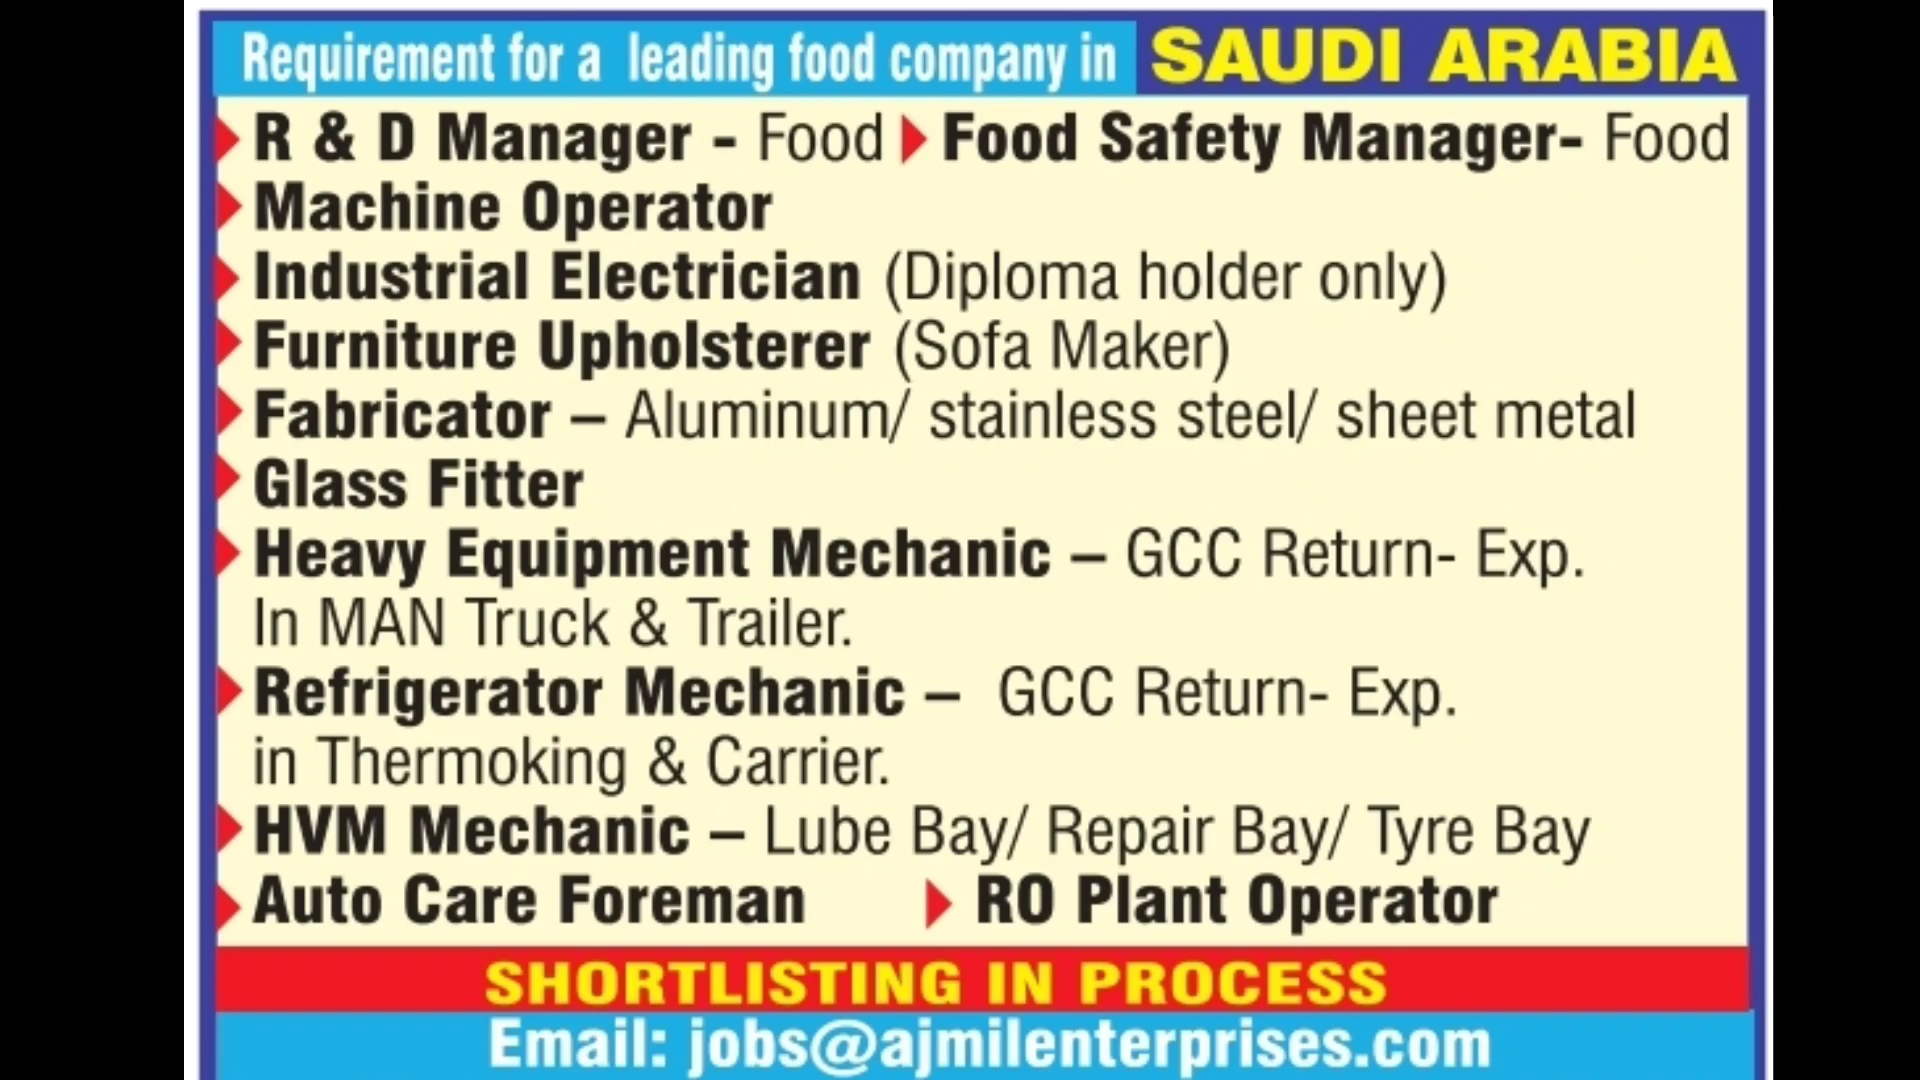 Requirement for a leading food company in SAUDI ARABIA
R & D Manager - Food Food Safety Manager- Food
Machine Operator
Industrial Electrician (Diploma holder only)
Furniture Upholsterer (Sofa Maker)
Fabricator – Aluminum/ stainless steel/ sheet metal
Glass Fitter
Heavy Equipment Mechanic – GCC Return- Exp.
In MAN Truck & Trailer.
Refrigerator Mechanic – GCC Return- Exp.
in Thermoking & Carrier.
HVM Mechanic – Lube Bay/ Repair Bay/ Tyre Bay
Auto Care Foreman RO Plant Operator
SHORTLISTING IN PROCESS
Email: jobs@ajmilenterprises.com